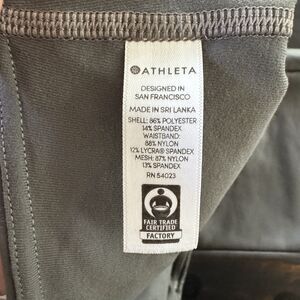 ATHLETA
DESIGNED IN
SAN FRANCISCO
MADE IN SRI LANKA
SHELL: 86% POLYESTER
14% SPANDEX
WAISTBAND:
88% NYLON
12% LYCRA® SPANDEX
MESH: 87% NYLON
13% SPANDEX
RN 54023
FAIR TRADE
CERTIFIED
FACTORY